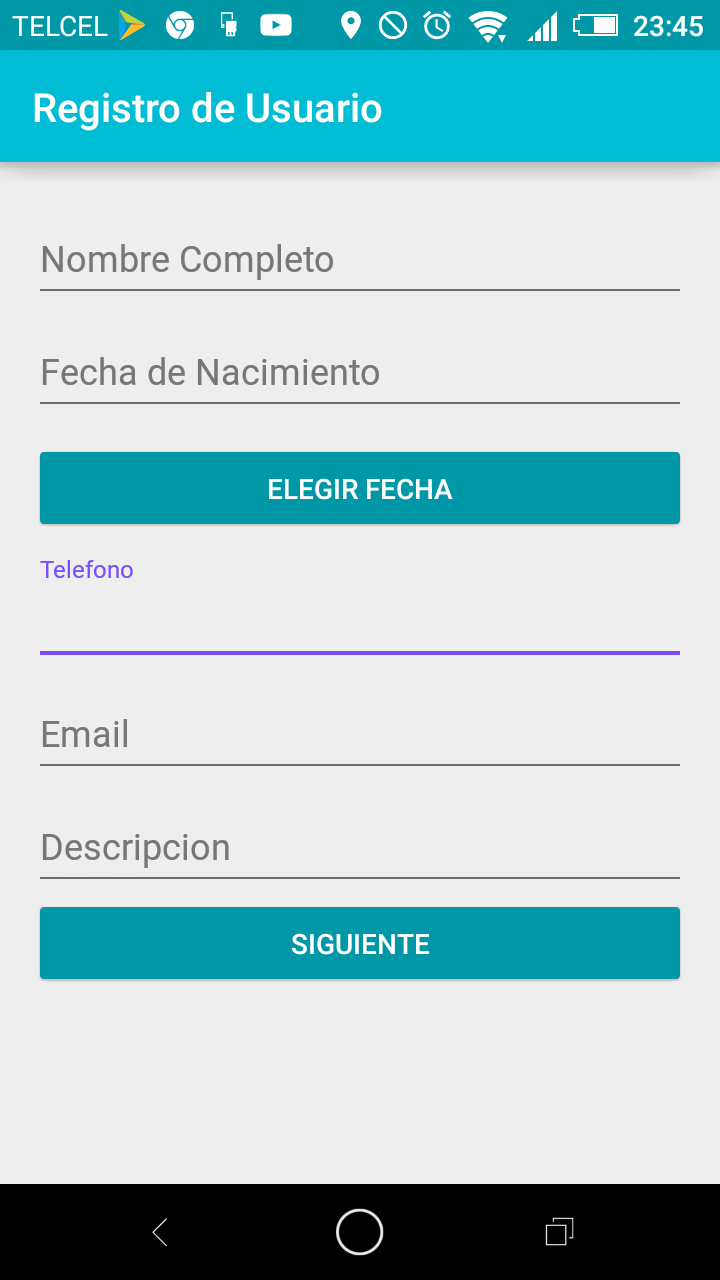 TELCEL 23:45
Registro de Usuario
Nombre Completo
Fecha de Nacimiento
ELEGIR FECHA
Telefono
Email
Descripcion
SIGUIENTE